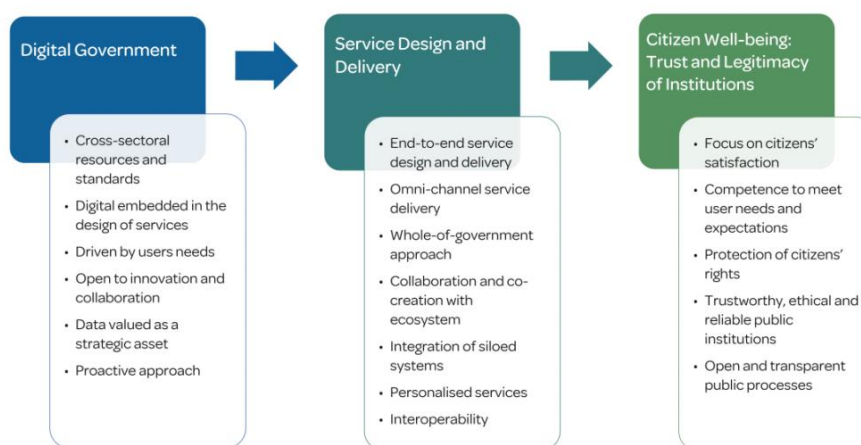 Digital Government
• Cross-sectoral
resources and
standards
• Digital embedded in the
design of services
• Driven by users needs
• Open to innovation and
collaboration
• Data valued as a
strategic asset
• Proactive approach
Service Design and
Delivery
• End-to-end service
design and delivery
• Omni-channel service
delivery
• Whole-of-government
approach
• Collaboration and co-
creation with
ecosystem
• Integration of siloed
systems
• Personalised services
• Interoperability
Citizen Well-being:
Trust and Legitimacy
of Institutions
• Focus on citizens’
satisfaction
• Competence to meet
user needs and
expectations
• Protection of citizens’
rights
• Trustworthy, ethical and
reliable public
institutions
• Open and transparent
public processes